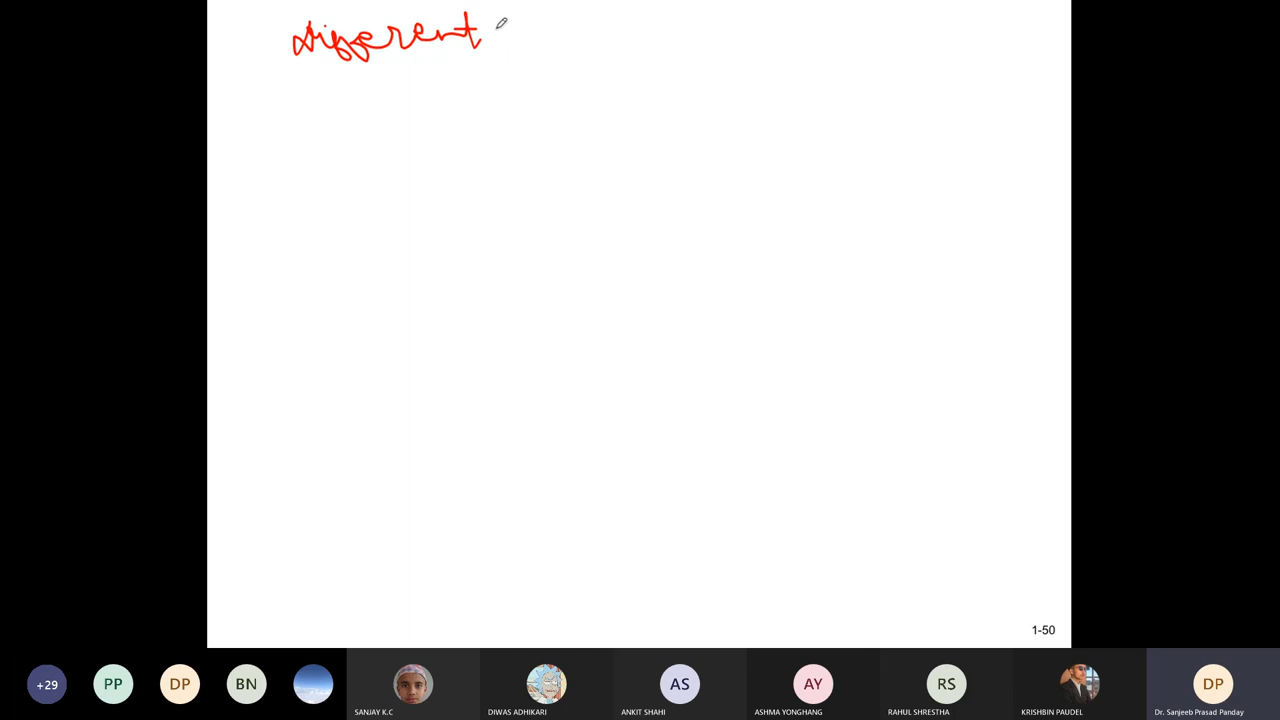 different
1-50
+29
PP
DP
BN
SANJAY K.C
DIWAS ADHIKARI
AS
ANKIT SHAHI
AY
ASHMA YONGHANG
RS
RAHUL SHRESTHA
KRISHBIN PAUDEL
DP
Dr. Sanjeeb Prasad Panday